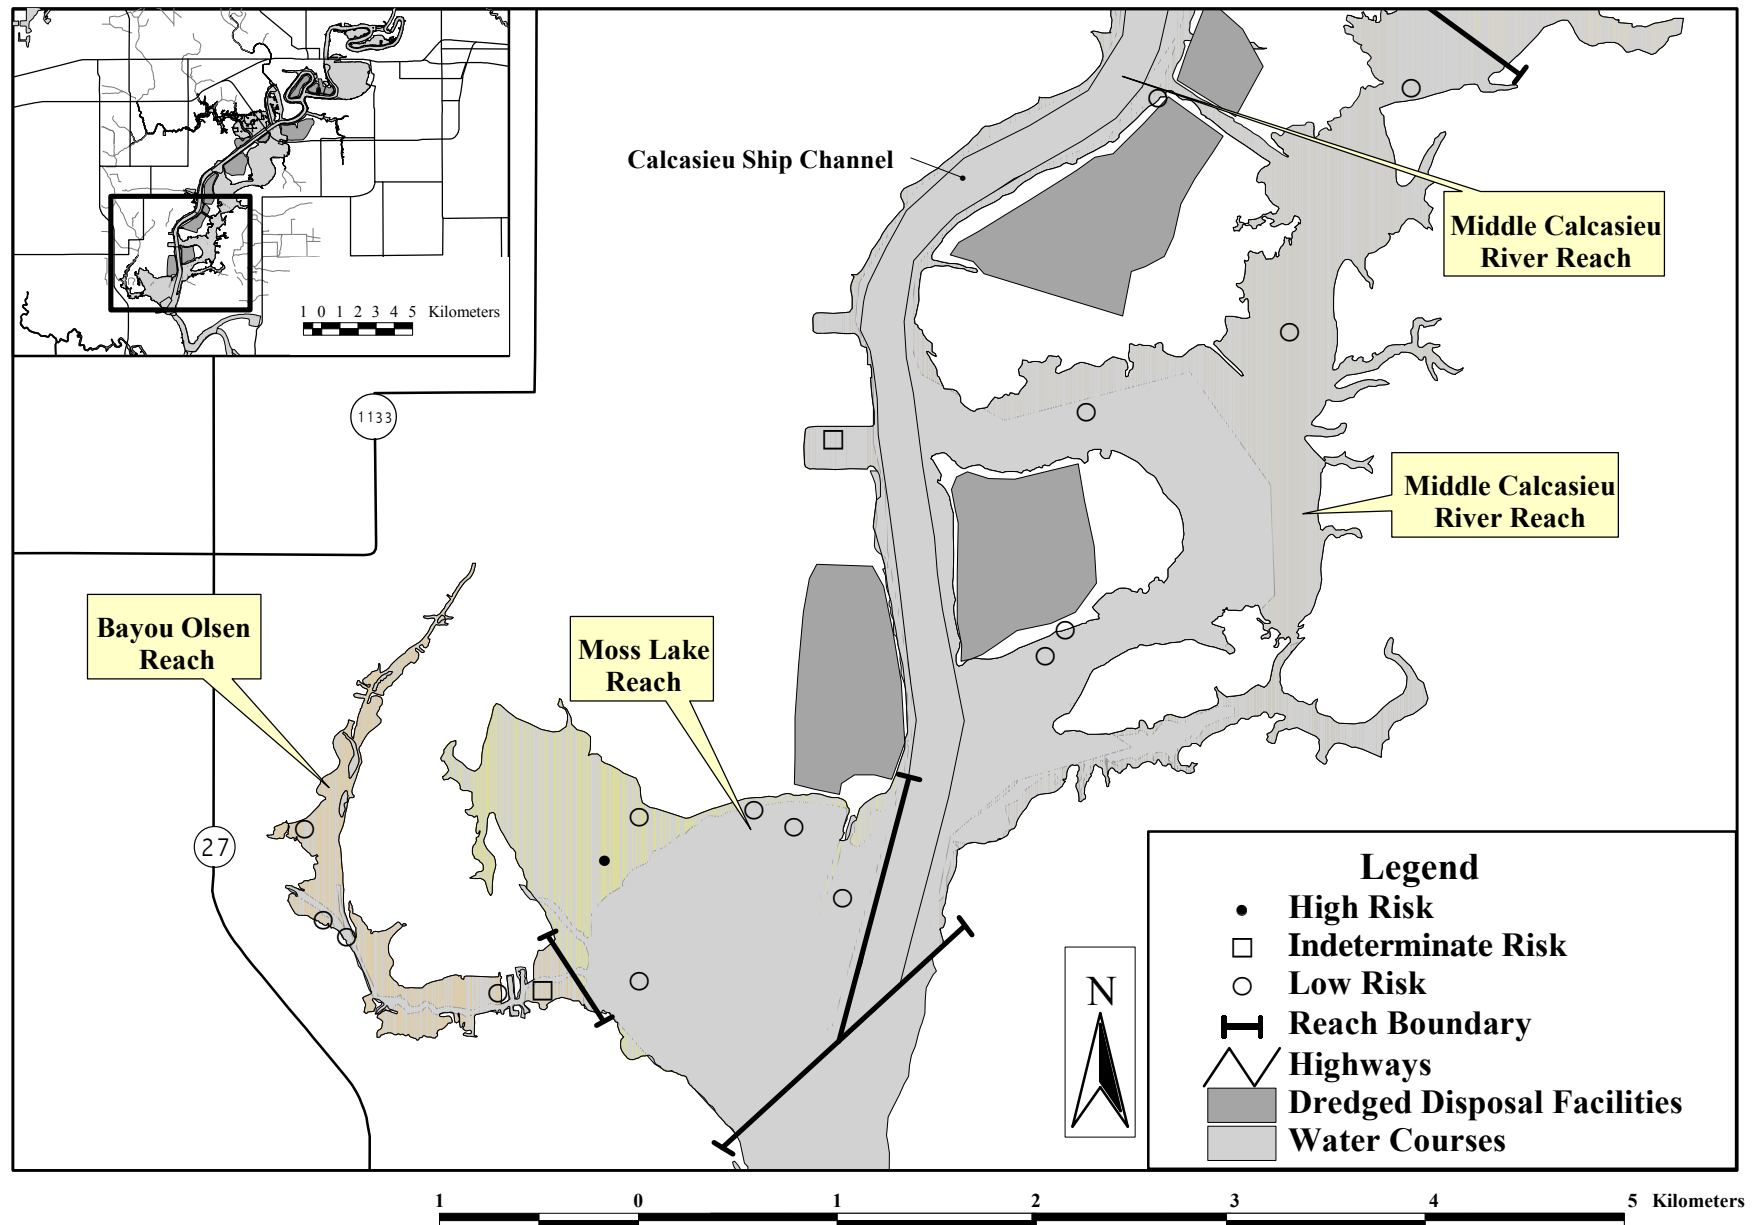 1 0 1 2 3 4 5 Kilometers
Calcasieu Ship Channel
Middle Calcasieu
River Reach
1133
Middle Calcasieu
River Reach
Bayou Olsen
Reach
Moss Lake
Reach
27
Legend
High Risk
Indeterminate Risk
Low Risk
Reach Boundary
Highways
Dredged Disposal Facilities
Water Courses
N
1 0 1 2 3 4 5 Kilometers